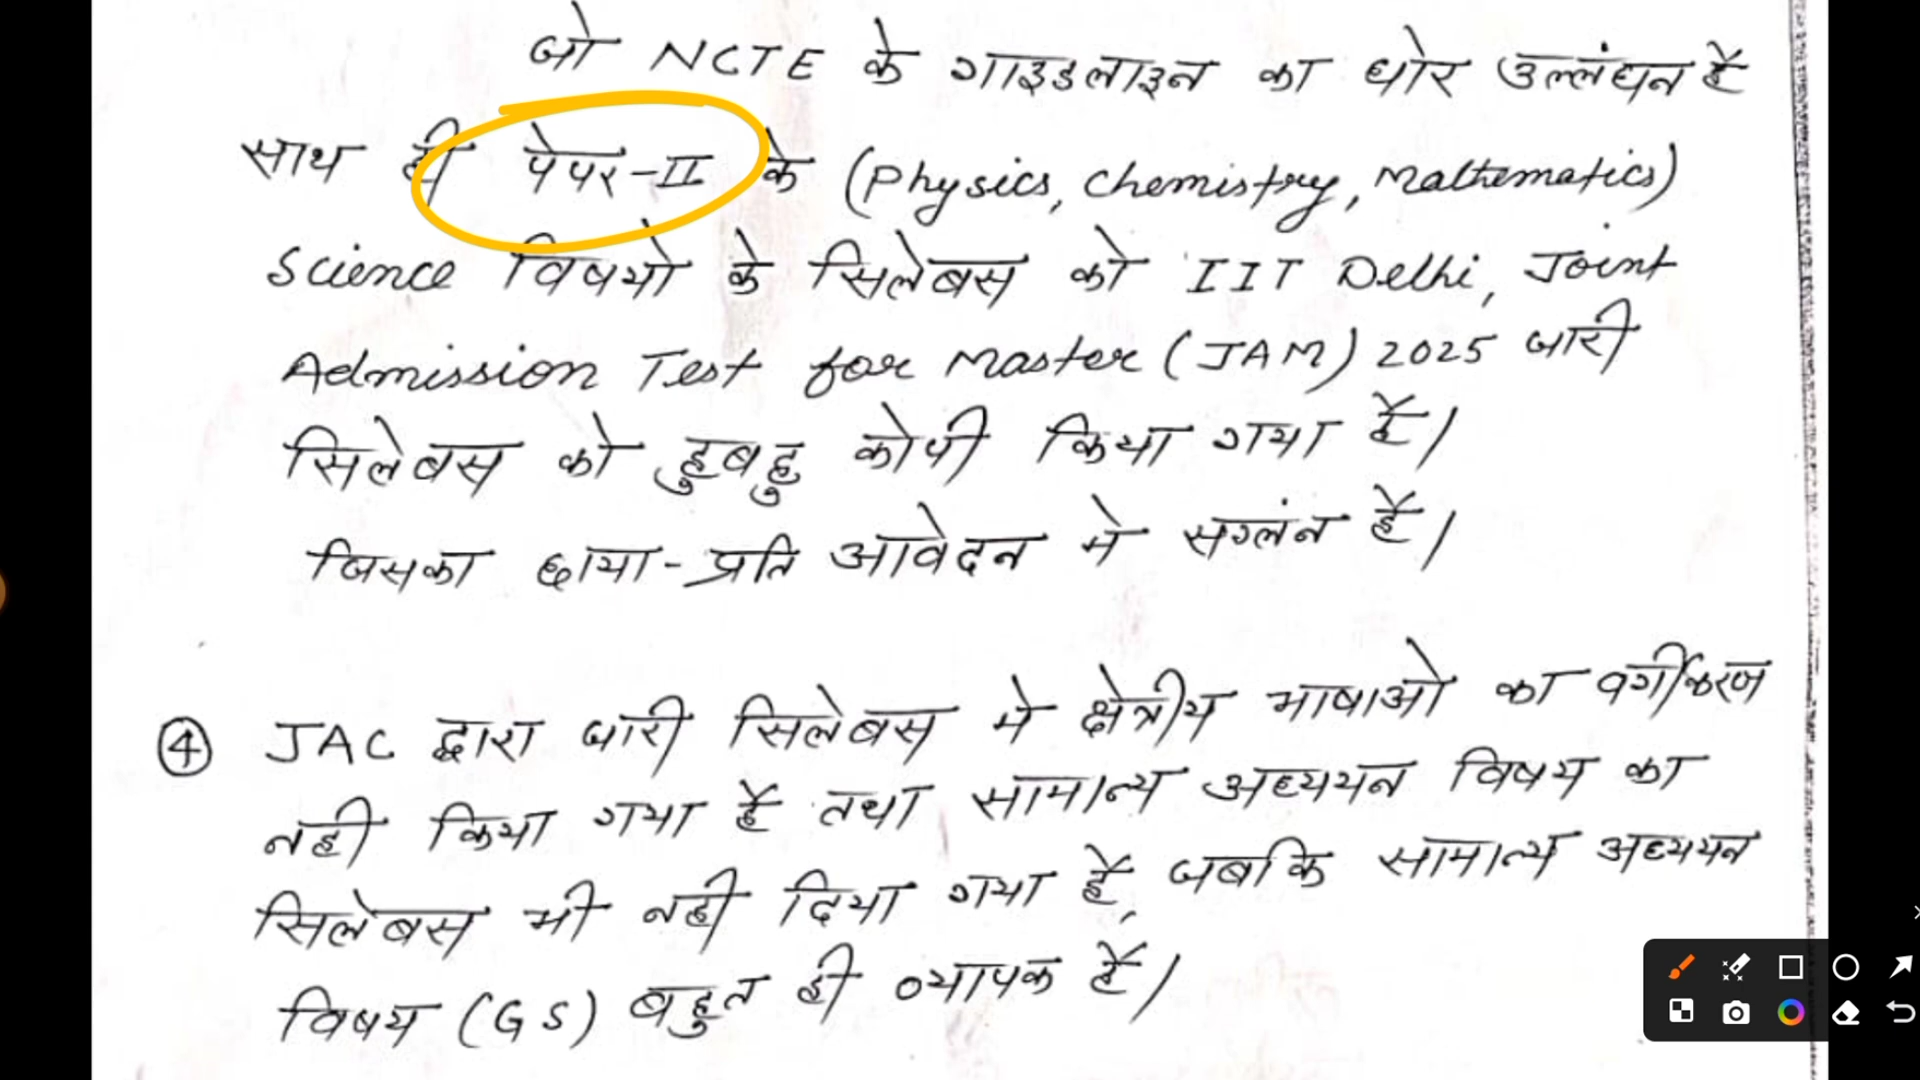 जो NCTE के गाइडलाइन का घोर उल्लंघन है
साथ ही पेपर-II के (Physics, Chemistry, Mathematics)
Science विषयो के सिलेबस को IIT Delhi, Joint
Admission Test for Master (JAM) 2025 जारी
सिलेबस को हुबहु कोपी किया गया है।
जिसका छाया-प्रति आवेदन मे सग्लंन है।
④ JAC द्वारा जारी सिलेबस मे क्षेत्रीय भाषाओ का वर्गीकरण
नही किया गया है तथा सामान्य अध्ययन विषय का
सिलेबस भी नही दिया गया है, जबकि सामान्य अध्ययन
विषय (GS) बहुत ही व्यापक है।